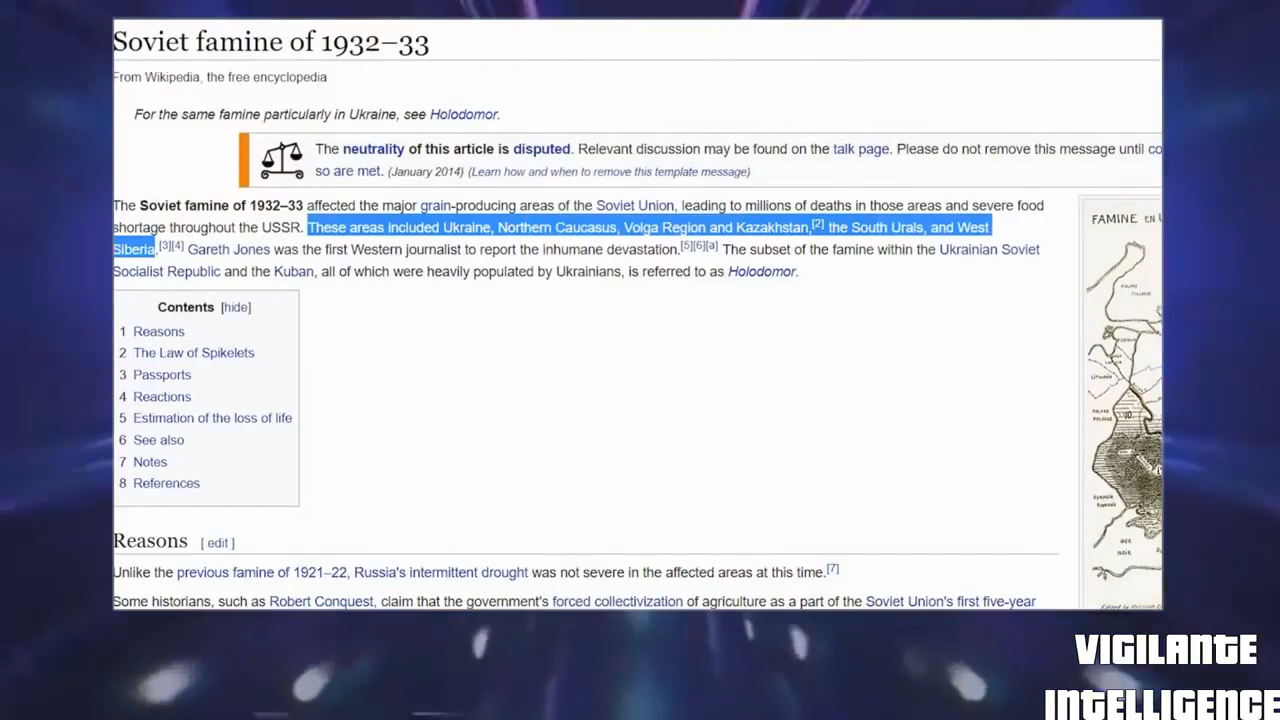 Soviet famine of 1932–33
From Wikipedia, the free encyclopedia
For the same famine particularly in Ukraine, see Holodomor.
The neutrality of this article is disputed. Relevant discussion may be found on the talk page. Please do not remove this message until co
so are met. (January 2014) (Learn how and when to remove this template message)
The Soviet famine of 1932–33 affected the major grain-producing areas of the Soviet Union, leading to millions of deaths in those areas and severe food
shortage throughout the USSR. These areas included Ukraine, Northern Caucasus, Volga Region and Kazakhstan,[2] the South Urals, and West
Siberia.[3][4] Gareth Jones was the first Western journalist to report the inhumane devastation.[5][6][a] The subset of the famine within the Ukrainian Soviet
Socialist Republic and the Kuban, all of which were heavily populated by Ukrainians, is referred to as Holodomor.
FAMINE EN U
Contents [hide]
1 Reasons
2 The Law of Spikelets
3 Passports
4 Reactions
5 Estimation of the loss of life
6 See also
7 Notes
8 References
MER
NOIR
Reasons [ edit ]
Unlike the previous famine of 1921–22, Russia's intermittent drought was not severe in the affected areas at this time.[7]
Some historians, such as Robert Conquest, claim that the government's forced collectivization of agriculture as a part of the Soviet Union's first five-year
VIGILANTE
INTELLIGENCE